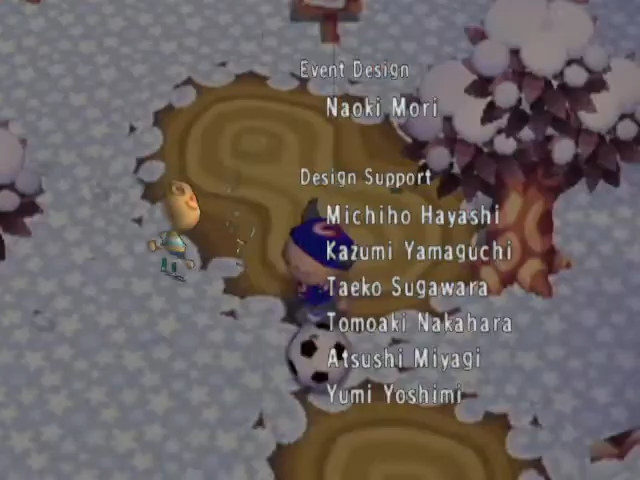 Event Design
Naoki Mori
Design Support
Michiho Hayashi
Kazumi Yamaguchi
Taeko Sugawara
Tomoaki Nakahara
Atsushi Miyagi
Yumi Yoshimi